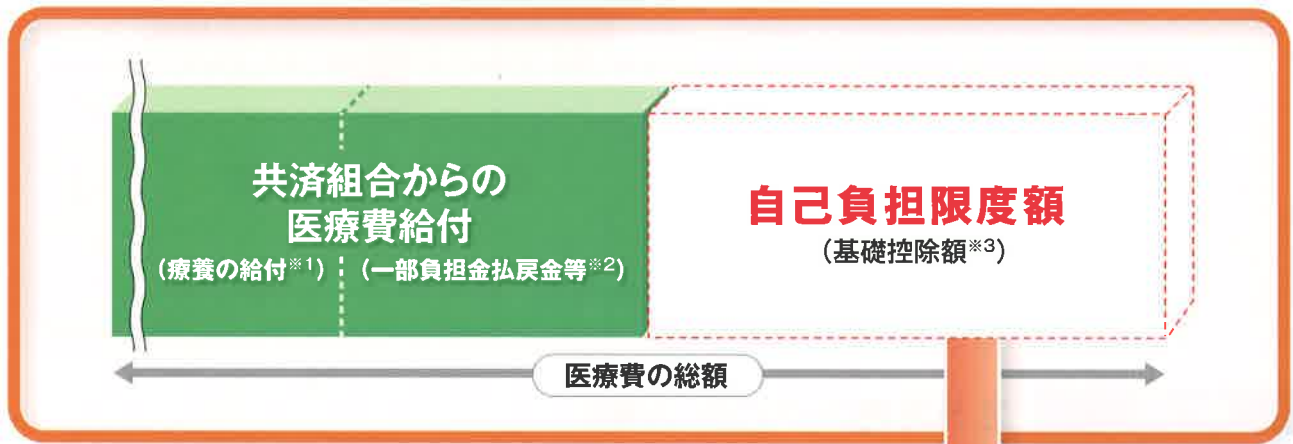 共済組合からの
医療費給付
（療養の給付※1）（一部負担金払戻金等※2）
自己負担限度額
（基礎控除額※3）
医療費の総額